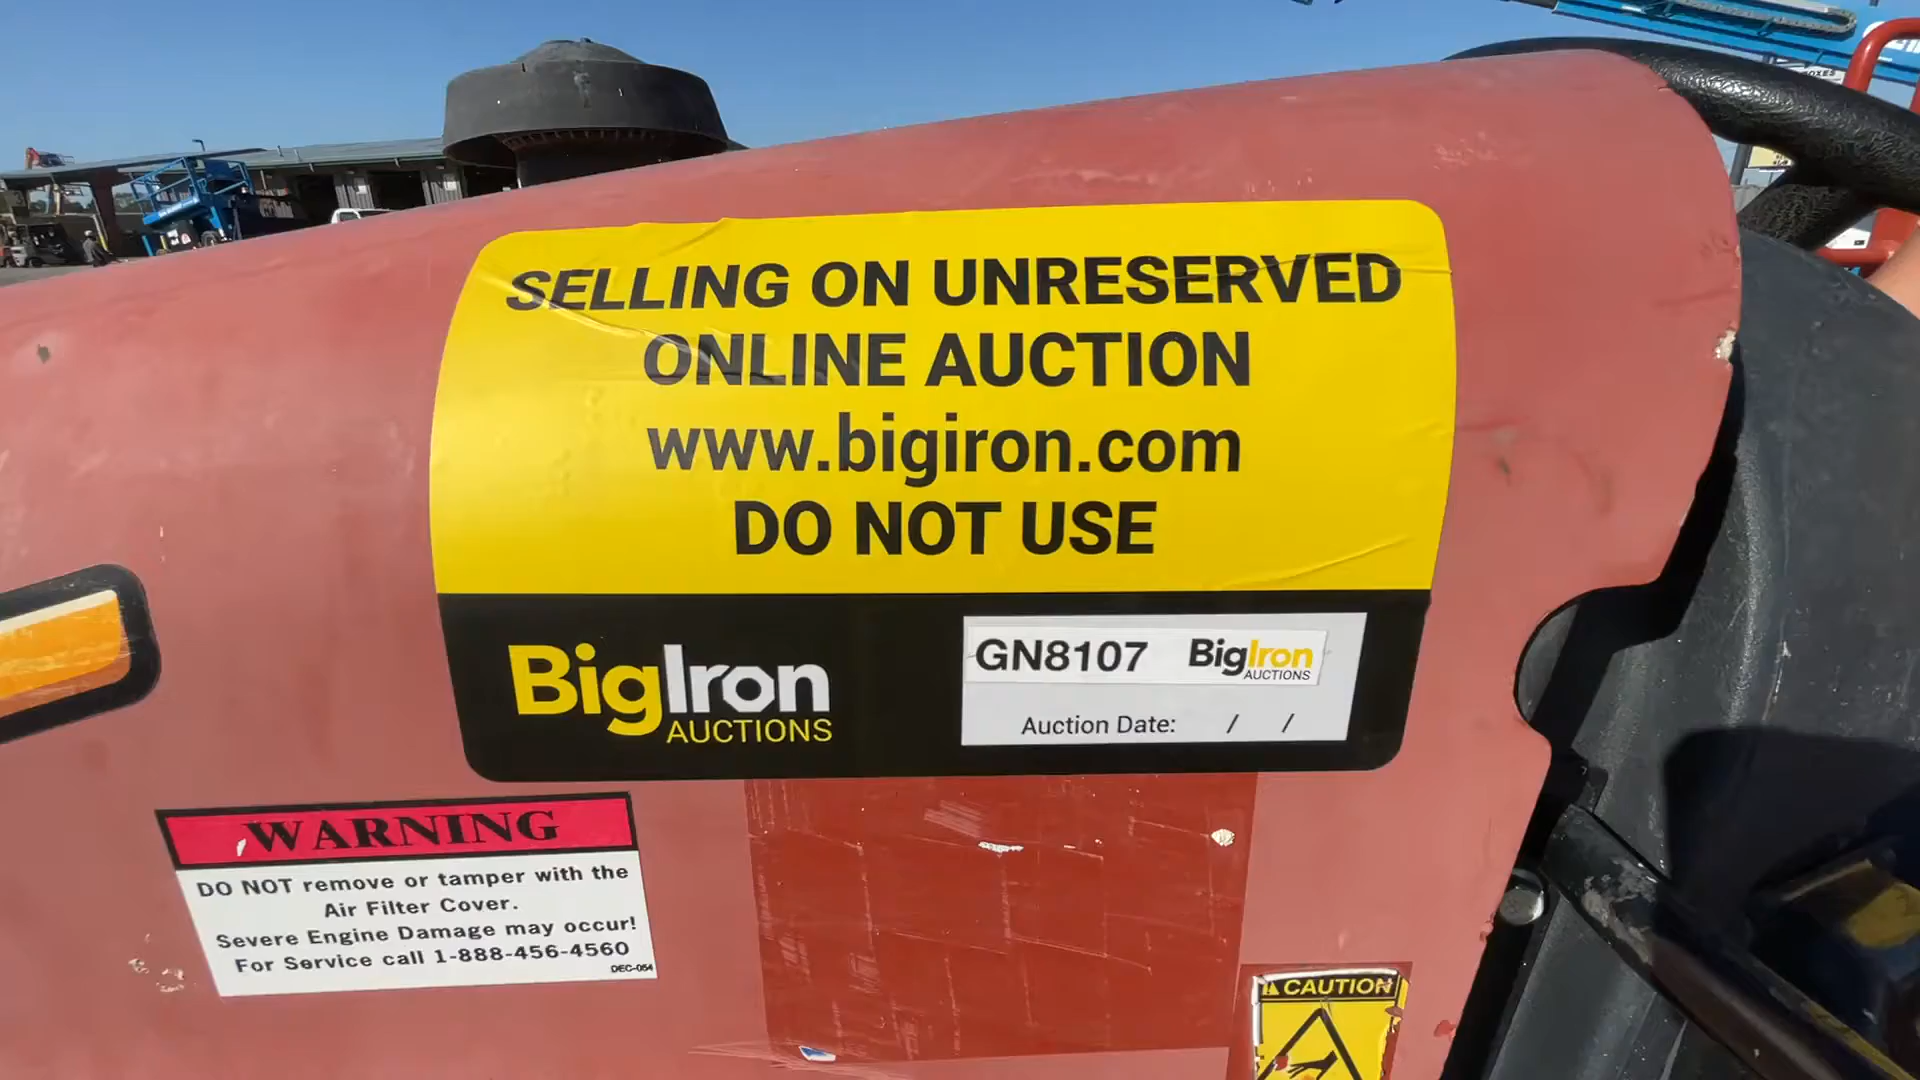 SELLING ON UNRESERVED
ONLINE AUCTION
www.bigiron.com
DO NOT USE
BigIron
AUCTIONS
GN8107 BigIron
AUCTIONS
Auction Date: / /
WARNING
DO NOT remove or tamper with the
Air Filter Cover.
Severe Engine Damage may occur!
For Service call 1-888-456-4560
DEC-054
CAUTION